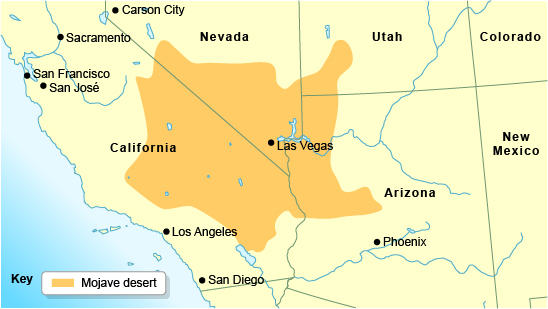 Carson City
Nevada
Utah
Colorado
Sacramento
San Francisco
San José
California
Las Vegas
New
Mexico
Arizona
Los Angeles
Phoenix
San Diego
Key
Mojave desert